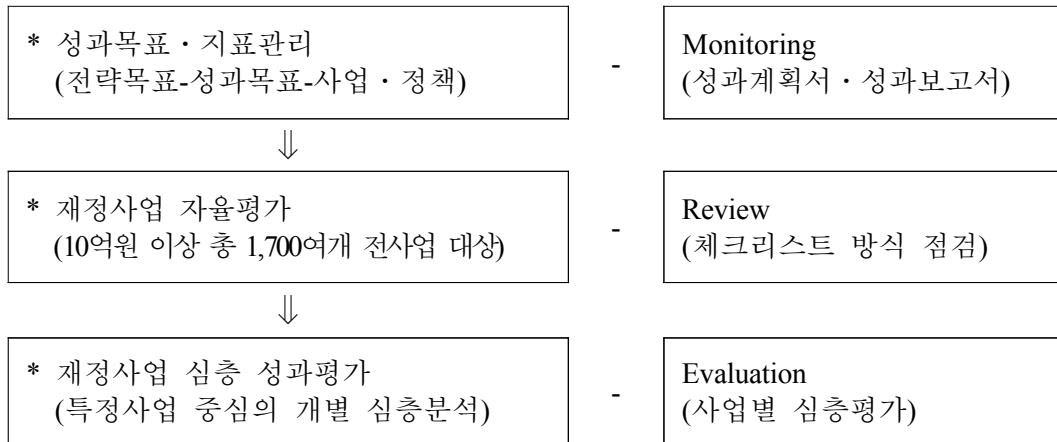 * 성과목표・지표관리
(전략목표-성과목표-사업・정책)
-
Monitoring
(성과계획서・성과보고서)
⇓
* 재정사업 자율평가
(10억원 이상 총 1,700여개 전사업 대상)
-
Review
(체크리스트 방식 점검)
⇓
* 재정사업 심층 성과평가
(특정사업 중심의 개별 심층분석)
-
Evaluation
(사업별 심층평가)